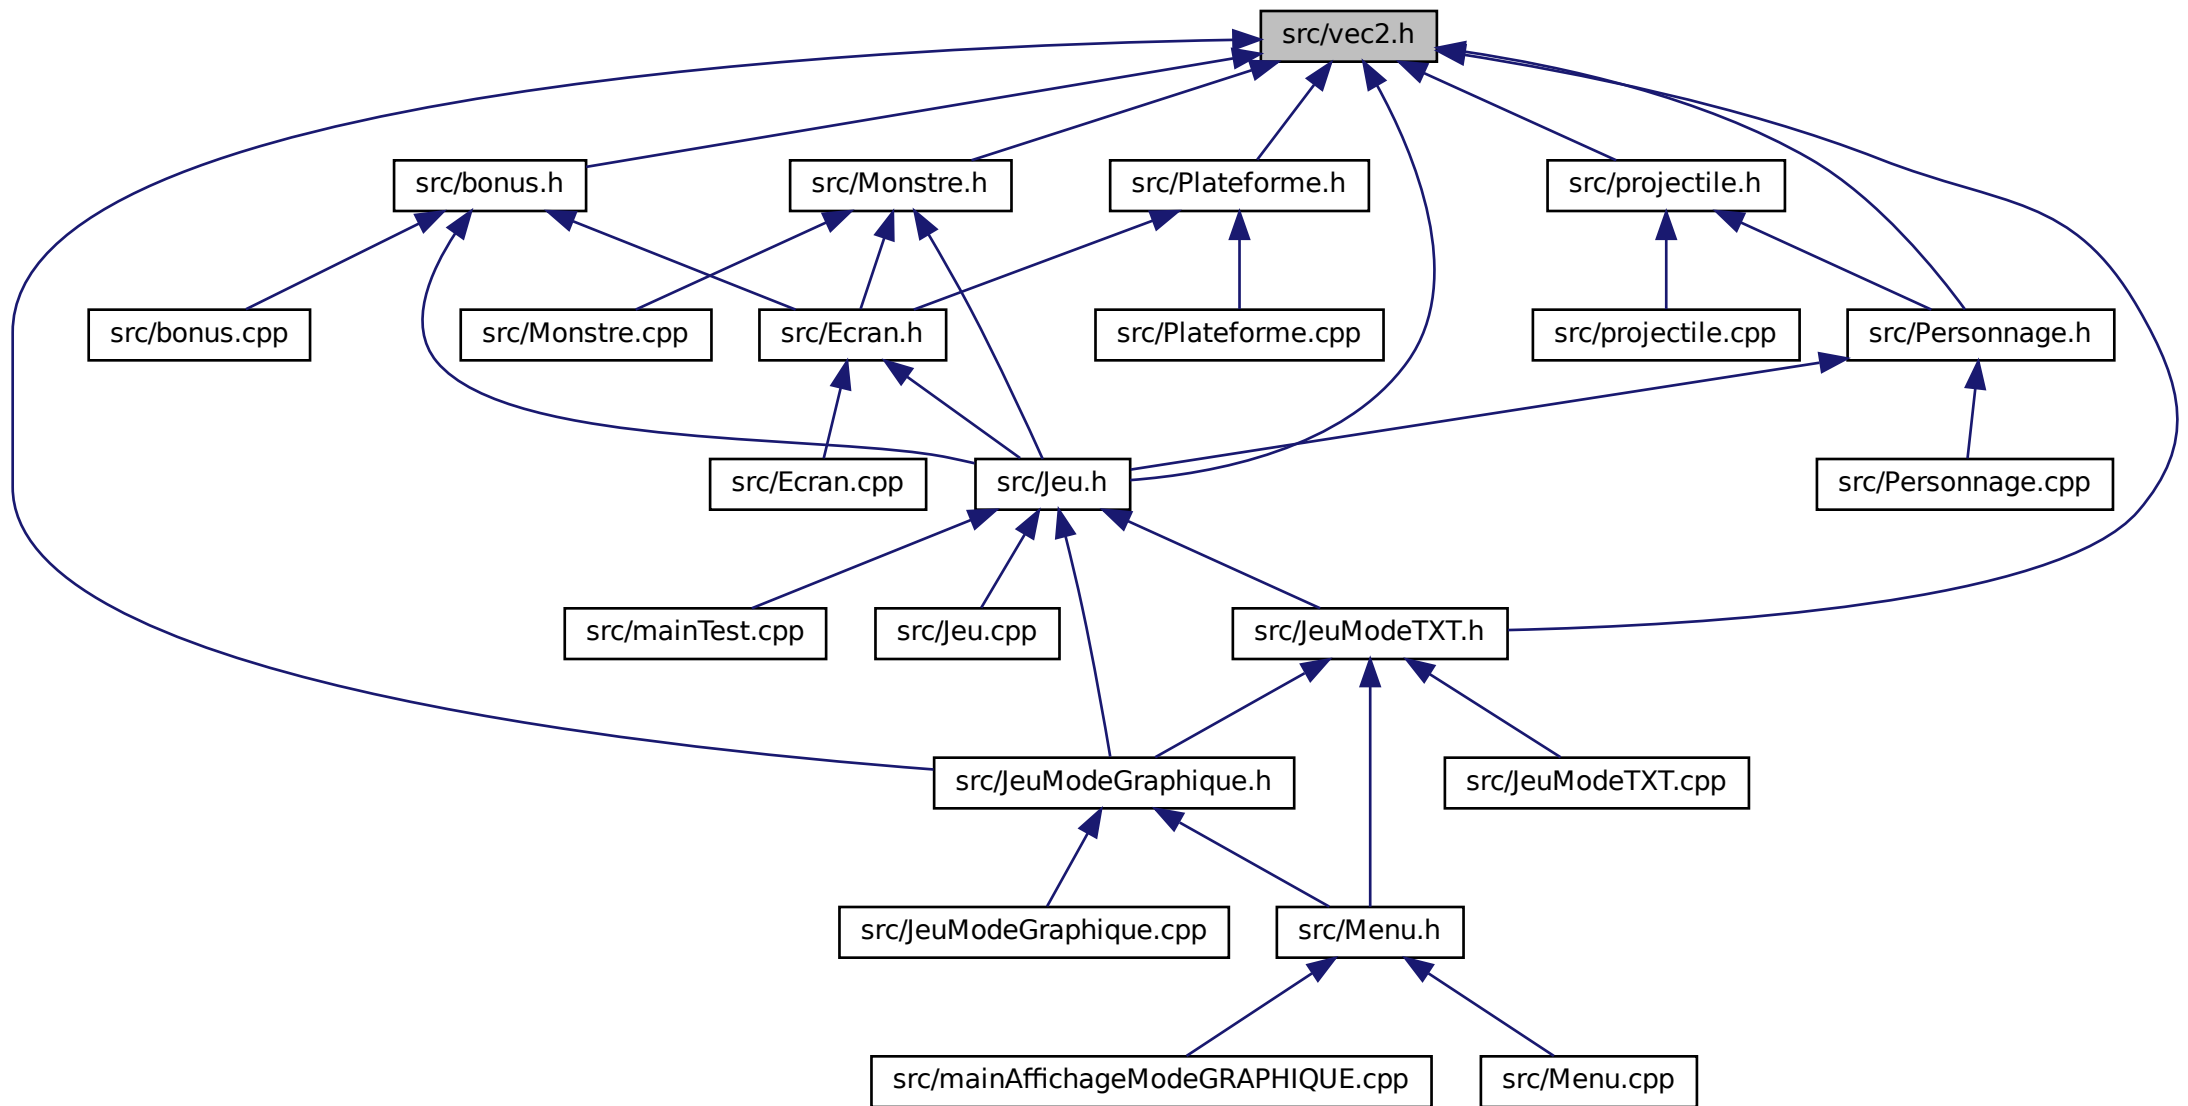 src/vec2.h
src/bonus.h
src/Monstre.h
src/Plateforme.h
src/projectile.h
src/bonus.cpp
src/Monstre.cpp
src/Ecran.h
src/Plateforme.cpp
src/projectile.cpp
src/Personnage.h
src/Ecran.cpp
src/Jeu.h
src/Personnage.cpp
src/mainTest.cpp
src/Jeu.cpp
src/JeuModeTXT.h
src/JeuModeGraphique.h
src/JeuModeTXT.cpp
src/JeuModeGraphique.cpp
src/Menu.h
src/mainAffichageModeGRAPHIQUE.cpp
src/Menu.cpp